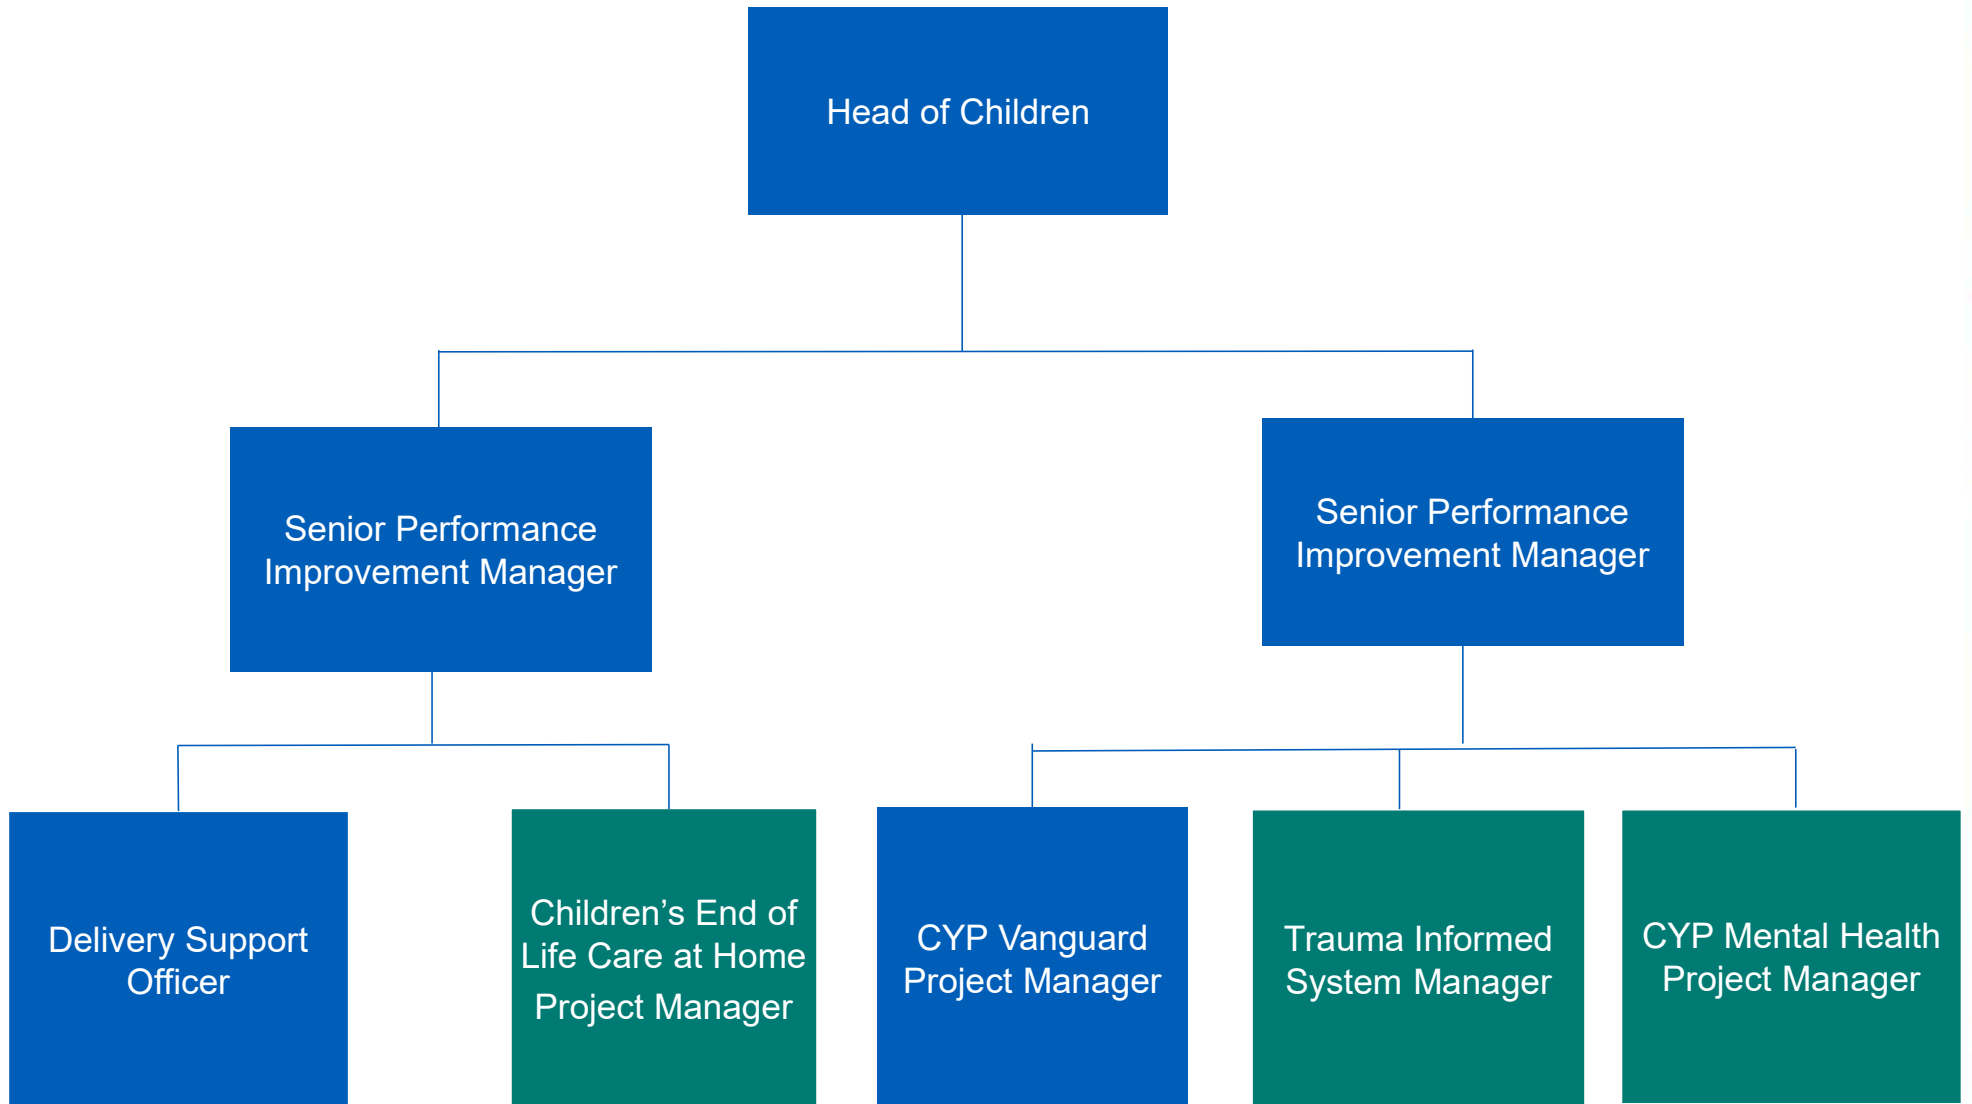 Head of Children
Senior Performance
Improvement Manager
Senior Performance
Improvement Manager
Delivery Support
Officer
Children’s End of
Life Care at Home
Project Manager
CYP Vanguard
Project Manager
Trauma Informed
System Manager
CYP Mental Health
Project Manager